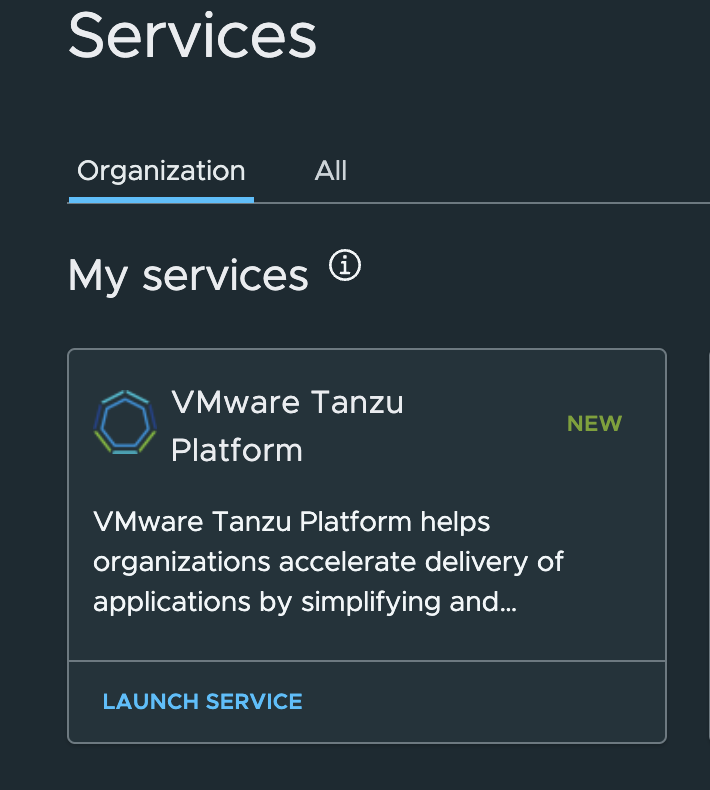 Services
Organization All
My services
VMware Tanzu
Platform
NEW
VMware Tanzu Platform helps
organizations accelerate delivery of
applications by simplifying and...
LAUNCH SERVICE